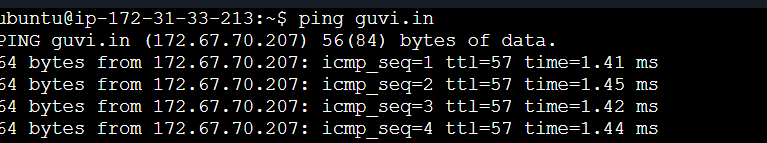 ubuntu@ip-172-31-33-213:~$ ping guvi.in
PING guvi.in (172.67.70.207) 56(84) bytes of data.
64 bytes from 172.67.70.207: icmp_seq=1 ttl=57 time=1.41 ms
64 bytes from 172.67.70.207: icmp_seq=2 ttl=57 time=1.45 ms
64 bytes from 172.67.70.207: icmp_seq=3 ttl=57 time=1.42 ms
64 bytes from 172.67.70.207: icmp_seq=4 ttl=57 time=1.44 ms